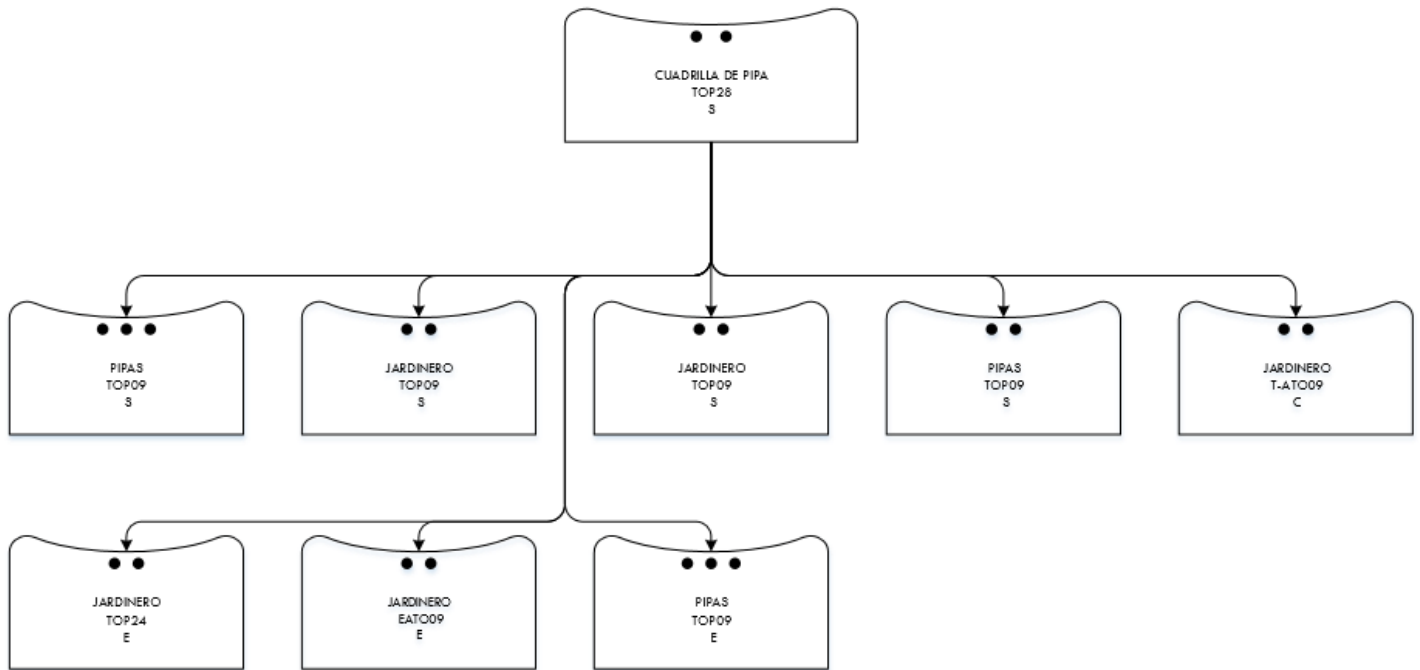 CUADRILLA DE PIPA
TOP28
S
PIPAS
TOP09
S
JARDINERO
TOP09
S
JARDINERO
TOP09
S
PIPAS
TOP09
S
JARDINERO
T-ATO09
C
JARDINERO
TOP24
E
JARDINERO
EATO09
E
PIPAS
TOP09
E